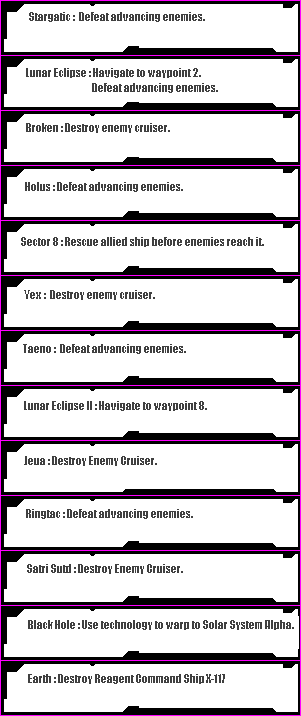 Stargatic : Defeat advancing enemies.
Lunar Eclipse : Navigate to waypoint 2.
Defeat advancing enemies.
Broken : Destroy enemy cruiser.
Holus : Defeat advancing enemies.
Sector 8 : Rescue allied ship before enemies reach it.
Yex : Destroy enemy cruiser.
Taeno : Defeat advancing enemies.
Lunar Eclipse II : Navigate to waypoint 8.
Jeua : Destroy Enemy Cruiser.
Ringtac : Defeat advancing enemies.
Satri Sutd : Destroy Enemy Cruiser.
Black Hole : Use technology to warp to Solar System Alpha.
Earth : Destroy Reagent Command Ship X-117